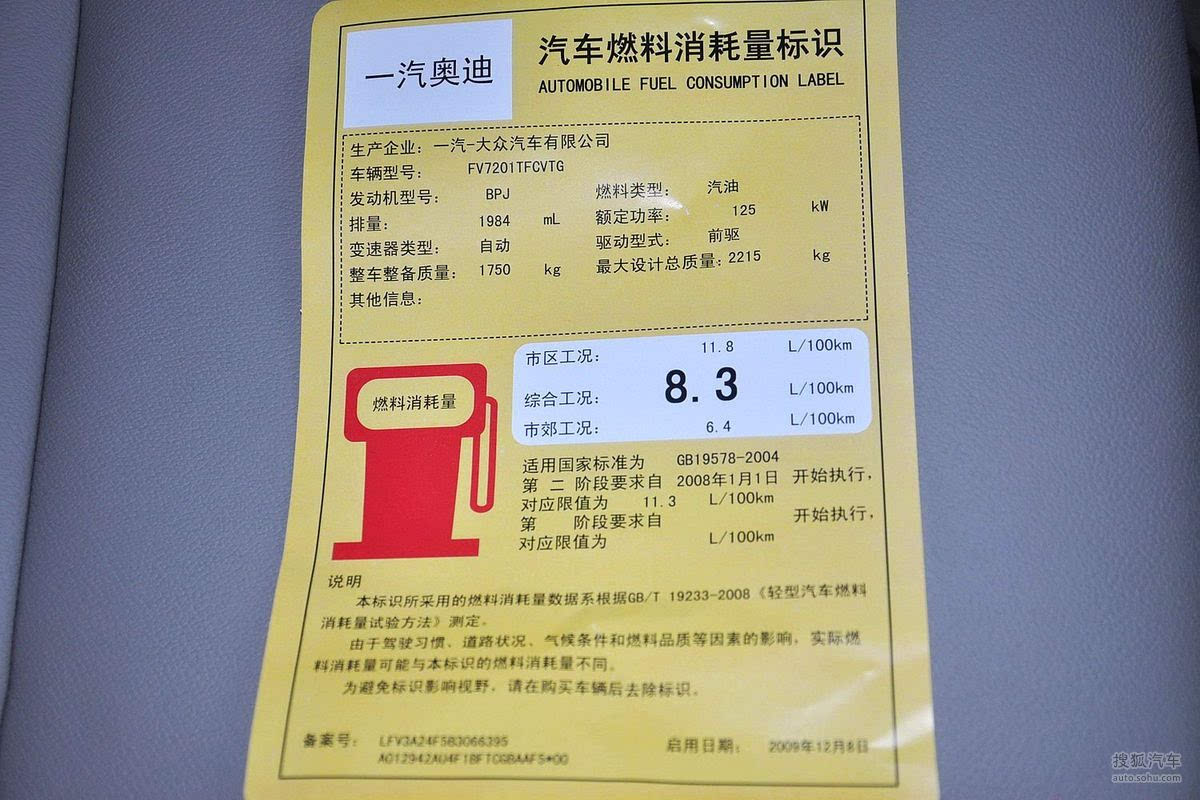 一汽奥迪
汽车燃料消耗量标识
AUTOMOBILE FUEL CONSUMPTION LABEL
生产企业: 一汽-大众汽车有限公司
车辆型号: FV7201TFCVTG
发动机型号: BPJ 燃料类型: 汽油
排量: 1984 mL 额定功率: 125 kW
变速器类型: 自动 驱动型式: 前驱
整车整备质量: 1750 kg 最大设计总质量: 2215 kg
其他信息:
燃料消耗量
市区工况: 11.8 L/100km
综合工况: 8.3 L/100km
市郊工况: 6.4 L/100km
适用国家标准为 GB19578-2004
第 二 阶段要求自 2008年1月1日 开始执行,
对应限值为 11.3 L/100km
第 阶段要求自 开始执行,
对应限值为 L/100km
说明
本标识所采用的燃料消耗量数据系根据GB/T 19233-2008《轻型汽车燃料
消耗量试验方法》测定。
由于驾驶习惯、道路状况、气候条件和燃料品质等因素的影响,实际燃
料消耗量可能与本标识的燃料消耗量不同。
为避免标识影响视野,请在购买车辆后去除标识。
备案号: LFV3A24F5B3066395 启用日期: 2009年12月8日
搜狐汽车
auto.sohu.com